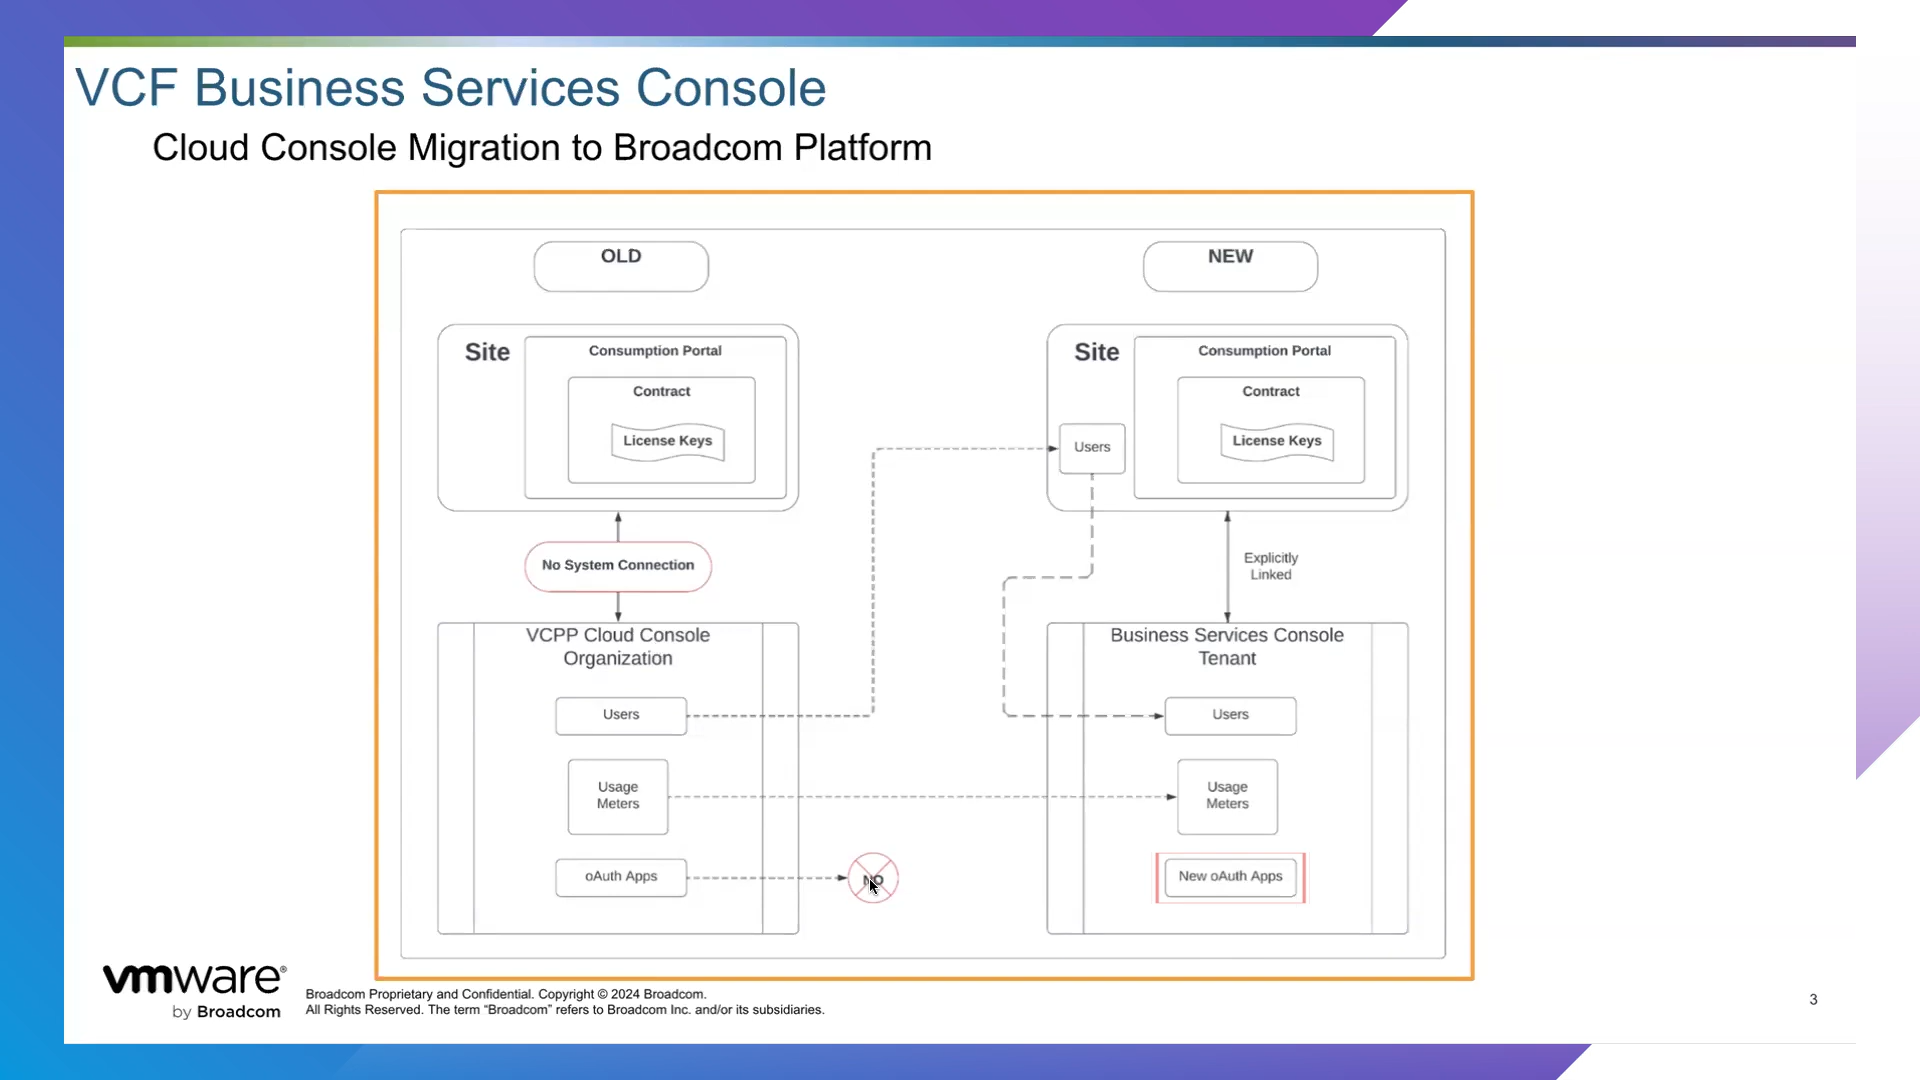 VCF Business Services Console
Cloud Console Migration to Broadcom Platform
OLD
NEW
Site
Consumption Portal
Contract
License Keys
Site
Consumption Portal
Contract
License Keys
Users
No System Connection
Explicitly
Linked
VCPP Cloud Console
Organization
Users
Usage
Meters
oAuth Apps
NO
Business Services Console
Tenant
Users
Usage
Meters
New oAuth Apps
vmware®
by Broadcom
Broadcom Proprietary and Confidential. Copyright © 2024 Broadcom.
All Rights Reserved. The term “Broadcom” refers to Broadcom Inc. and/or its subsidiaries.
3